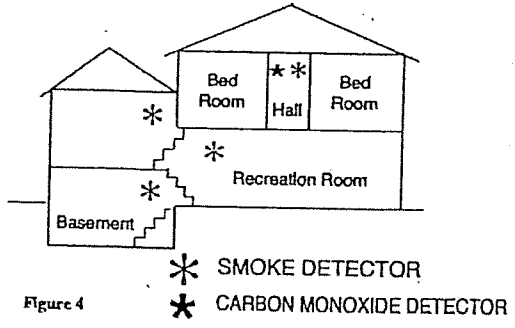 Bed
Room
Hall
Bed
Room
Recreation Room
Basement
SMOKE DETECTOR
Figure 4
CARBON MONOXIDE DETECTOR